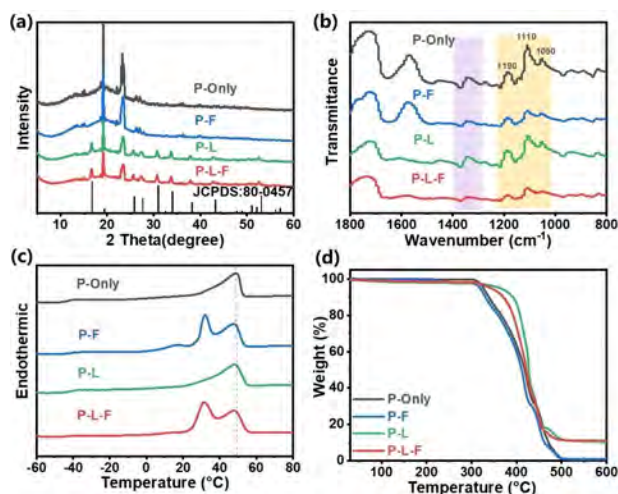 (a)
Intensity
P-Only
P-F
P-L
P-L-F
JCPDS:80-0457
10 20 30 40 50 60
2 Theta(degree)
(b)
Transmittance
P-Only
P-F
P-L
P-L-F
1190
1110
1050
1800 1600 1400 1200 1000 800
Wavenumber (cm⁻¹)
(c)
Endothermic
P-Only
P-F
P-L
P-L-F
-60 -40 -20 0 20 40 60 80
Temperature (°C)
(d)
Weight (%)
100
80
60
40
20
0
P-Only
P-F
P-L
P-L-F
100 200 300 400 500 600
Temperature (°C)